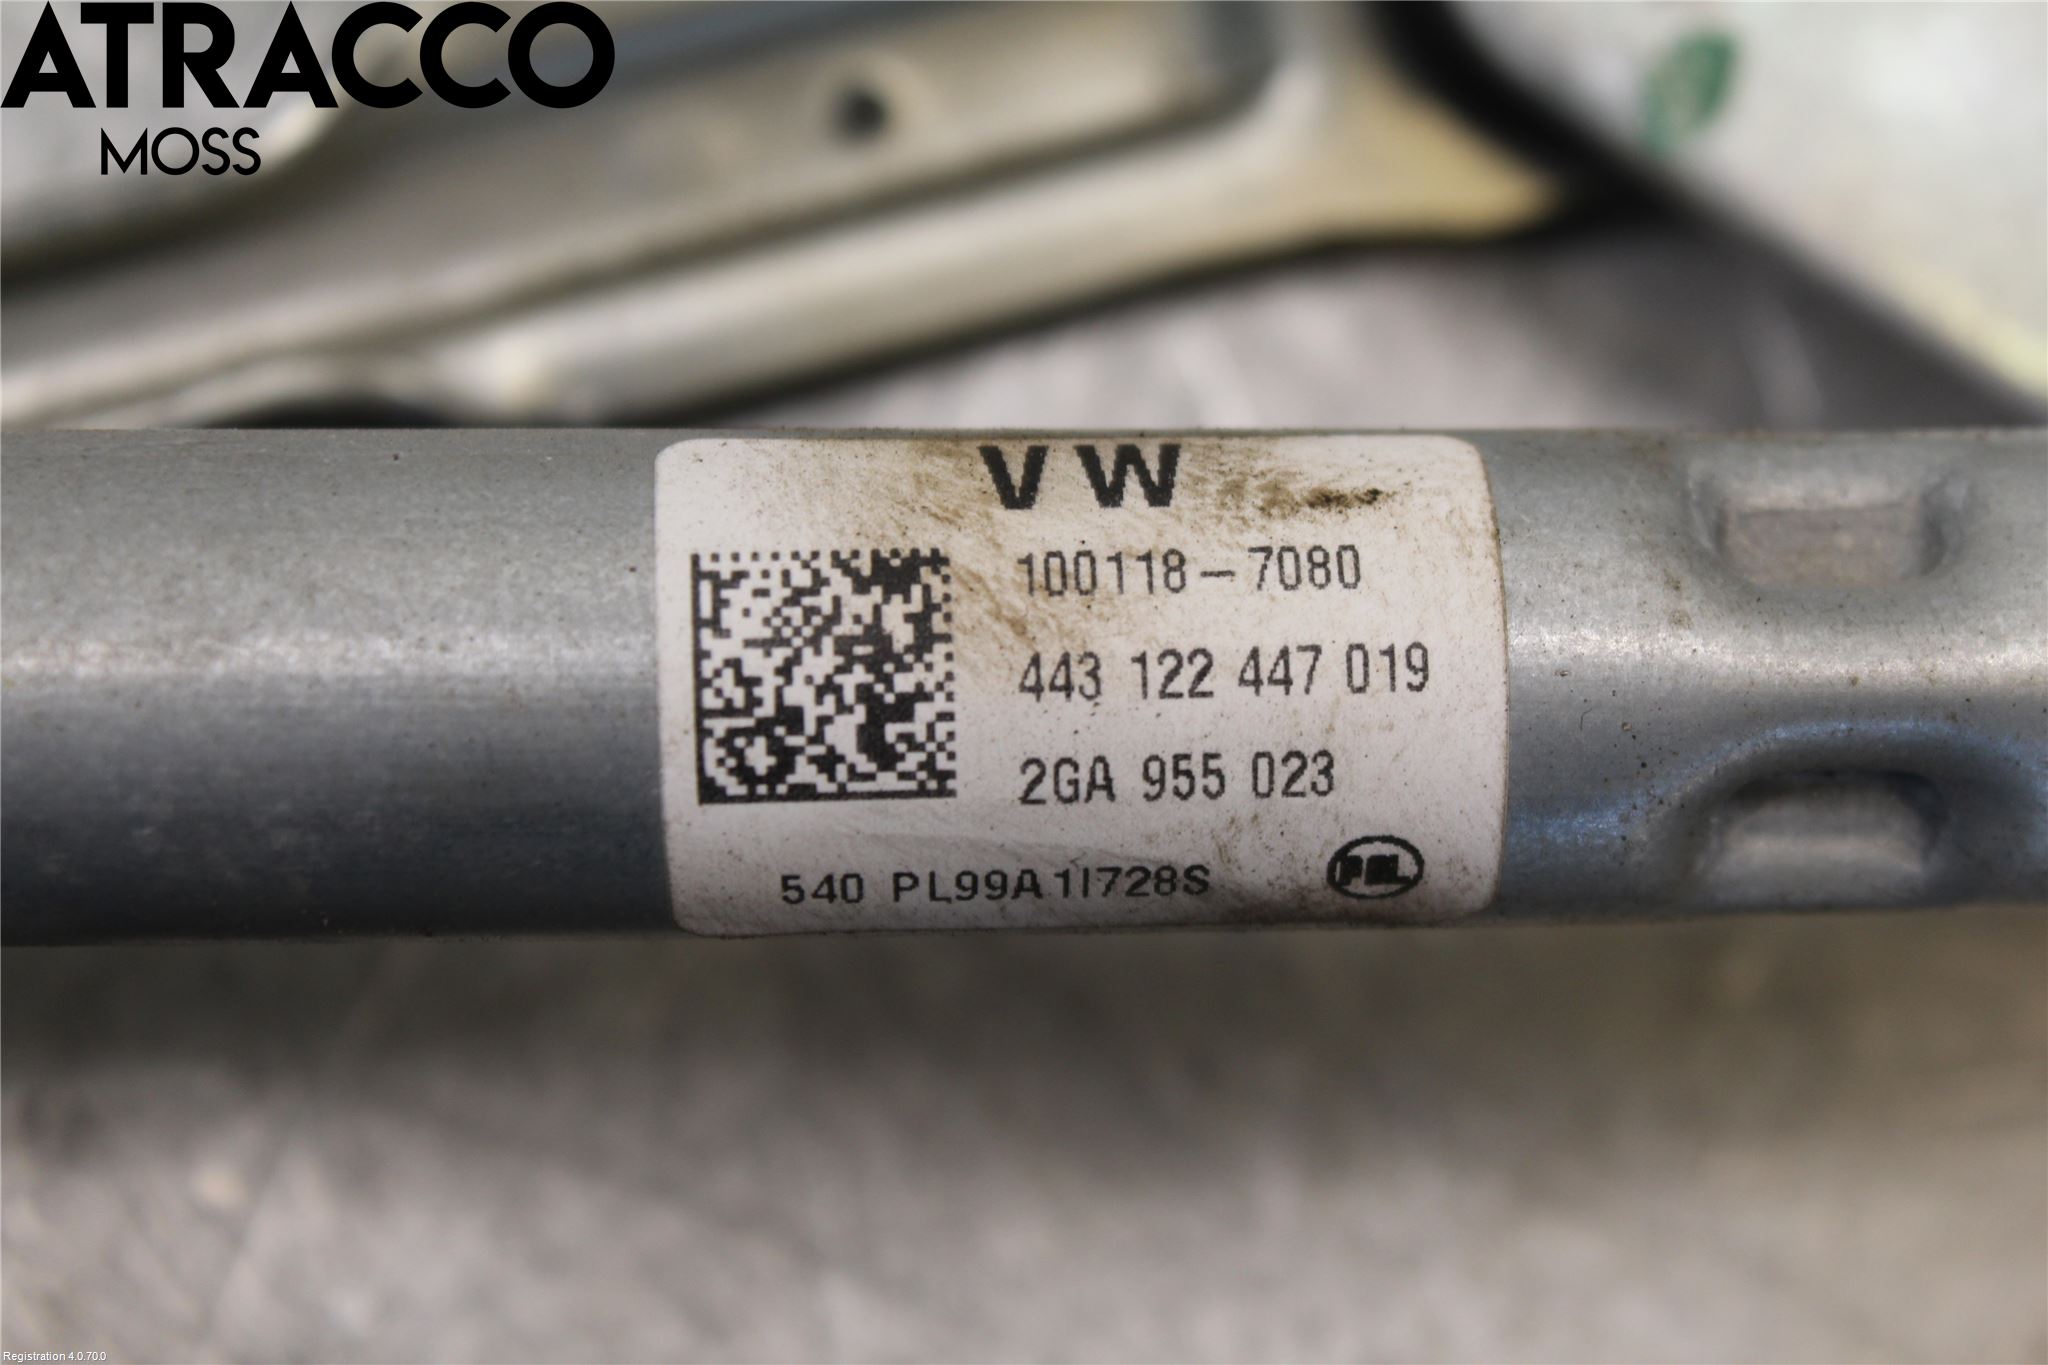 ATRACCO
MOSS
VW
100118-7080
443 122 447 019
2GA 955 023
540 PL99A1I728S
Registration 4.0.70.0